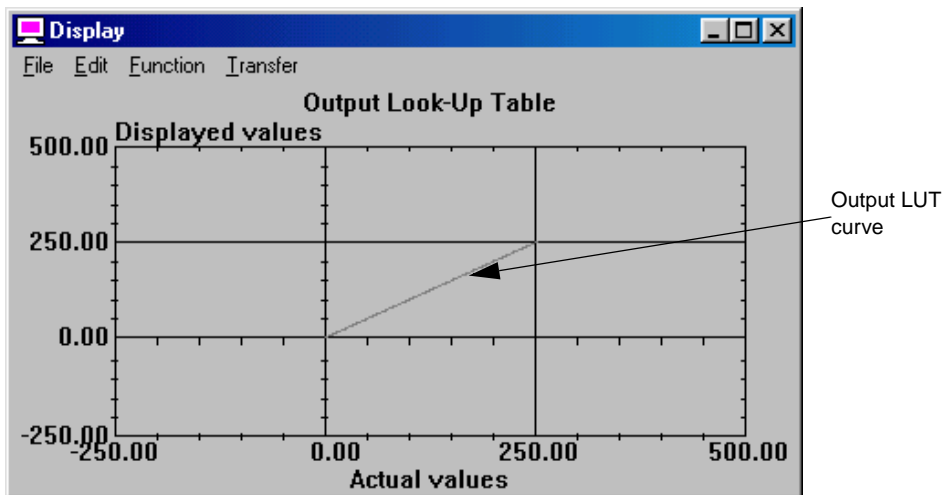 Display
File Edit Function Transfer
Output Look-Up Table
Displayed values
500.00
250.00
0.00
-250.00
-250.00 0.00 250.00 500.00
Actual values
Output LUT
curve